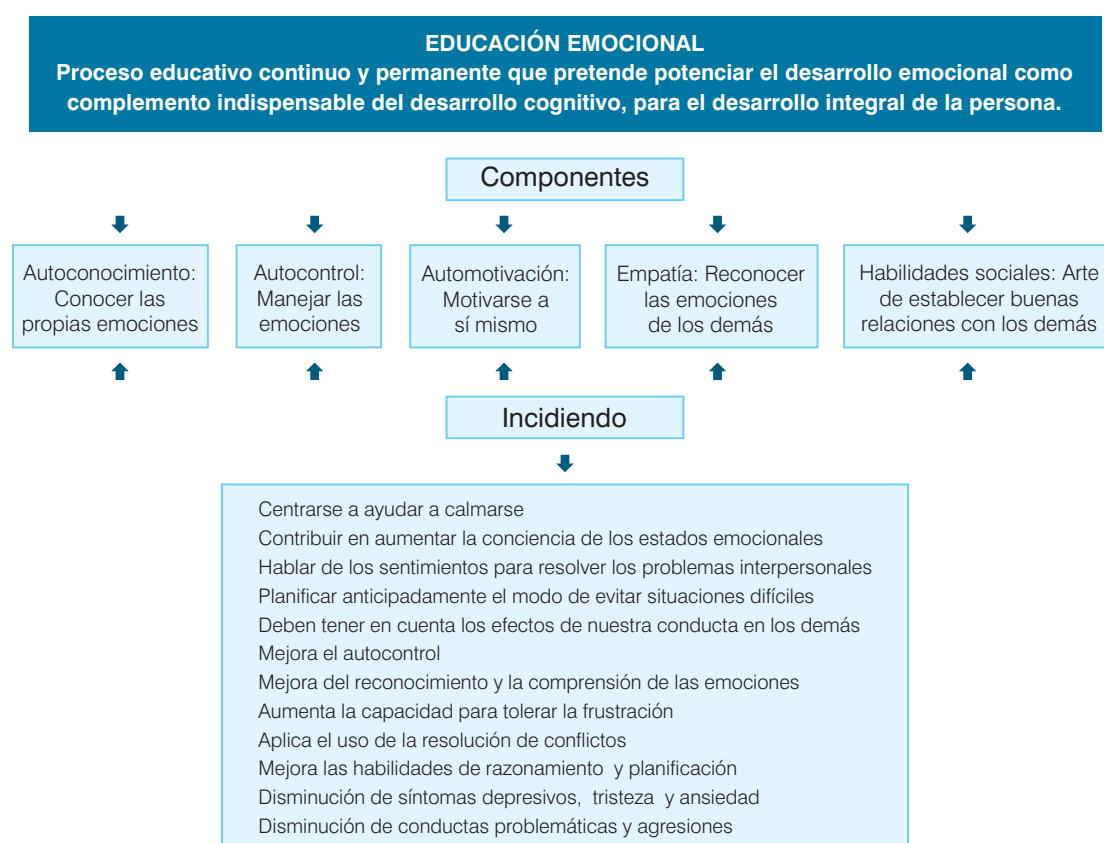 EDUCACIÓN EMOCIONAL
Proceso educativo continuo y permanente que pretende potenciar el desarrollo emocional como
complemento indispensable del desarrollo cognitivo, para el desarrollo integral de la persona.
Componentes
Autoconocimiento:
Conocer las
propias emociones
Autocontrol:
Manejar las
emociones
Automotivación:
Motivarse a
sí mismo
Empatía: Reconocer
las emociones
de los demás
Habilidades sociales: Arte
de establecer buenas
relaciones con los demás
Incidiendo
Centrarse a ayudar a calmarse
Contribuir en aumentar la conciencia de los estados emocionales
Hablar de los sentimientos para resolver los problemas interpersonales
Planificar anticipadamente el modo de evitar situaciones difíciles
Deben tener en cuenta los efectos de nuestra conducta en los demás
Mejora el autocontrol
Mejora del reconocimiento y la comprensión de las emociones
Aumenta la capacidad para tolerar la frustración
Aplica el uso de la resolución de conflictos
Mejora las habilidades de razonamiento y planificación
Disminución de síntomas depresivos, tristeza y ansiedad
Disminución de conductas problemáticas y agresiones